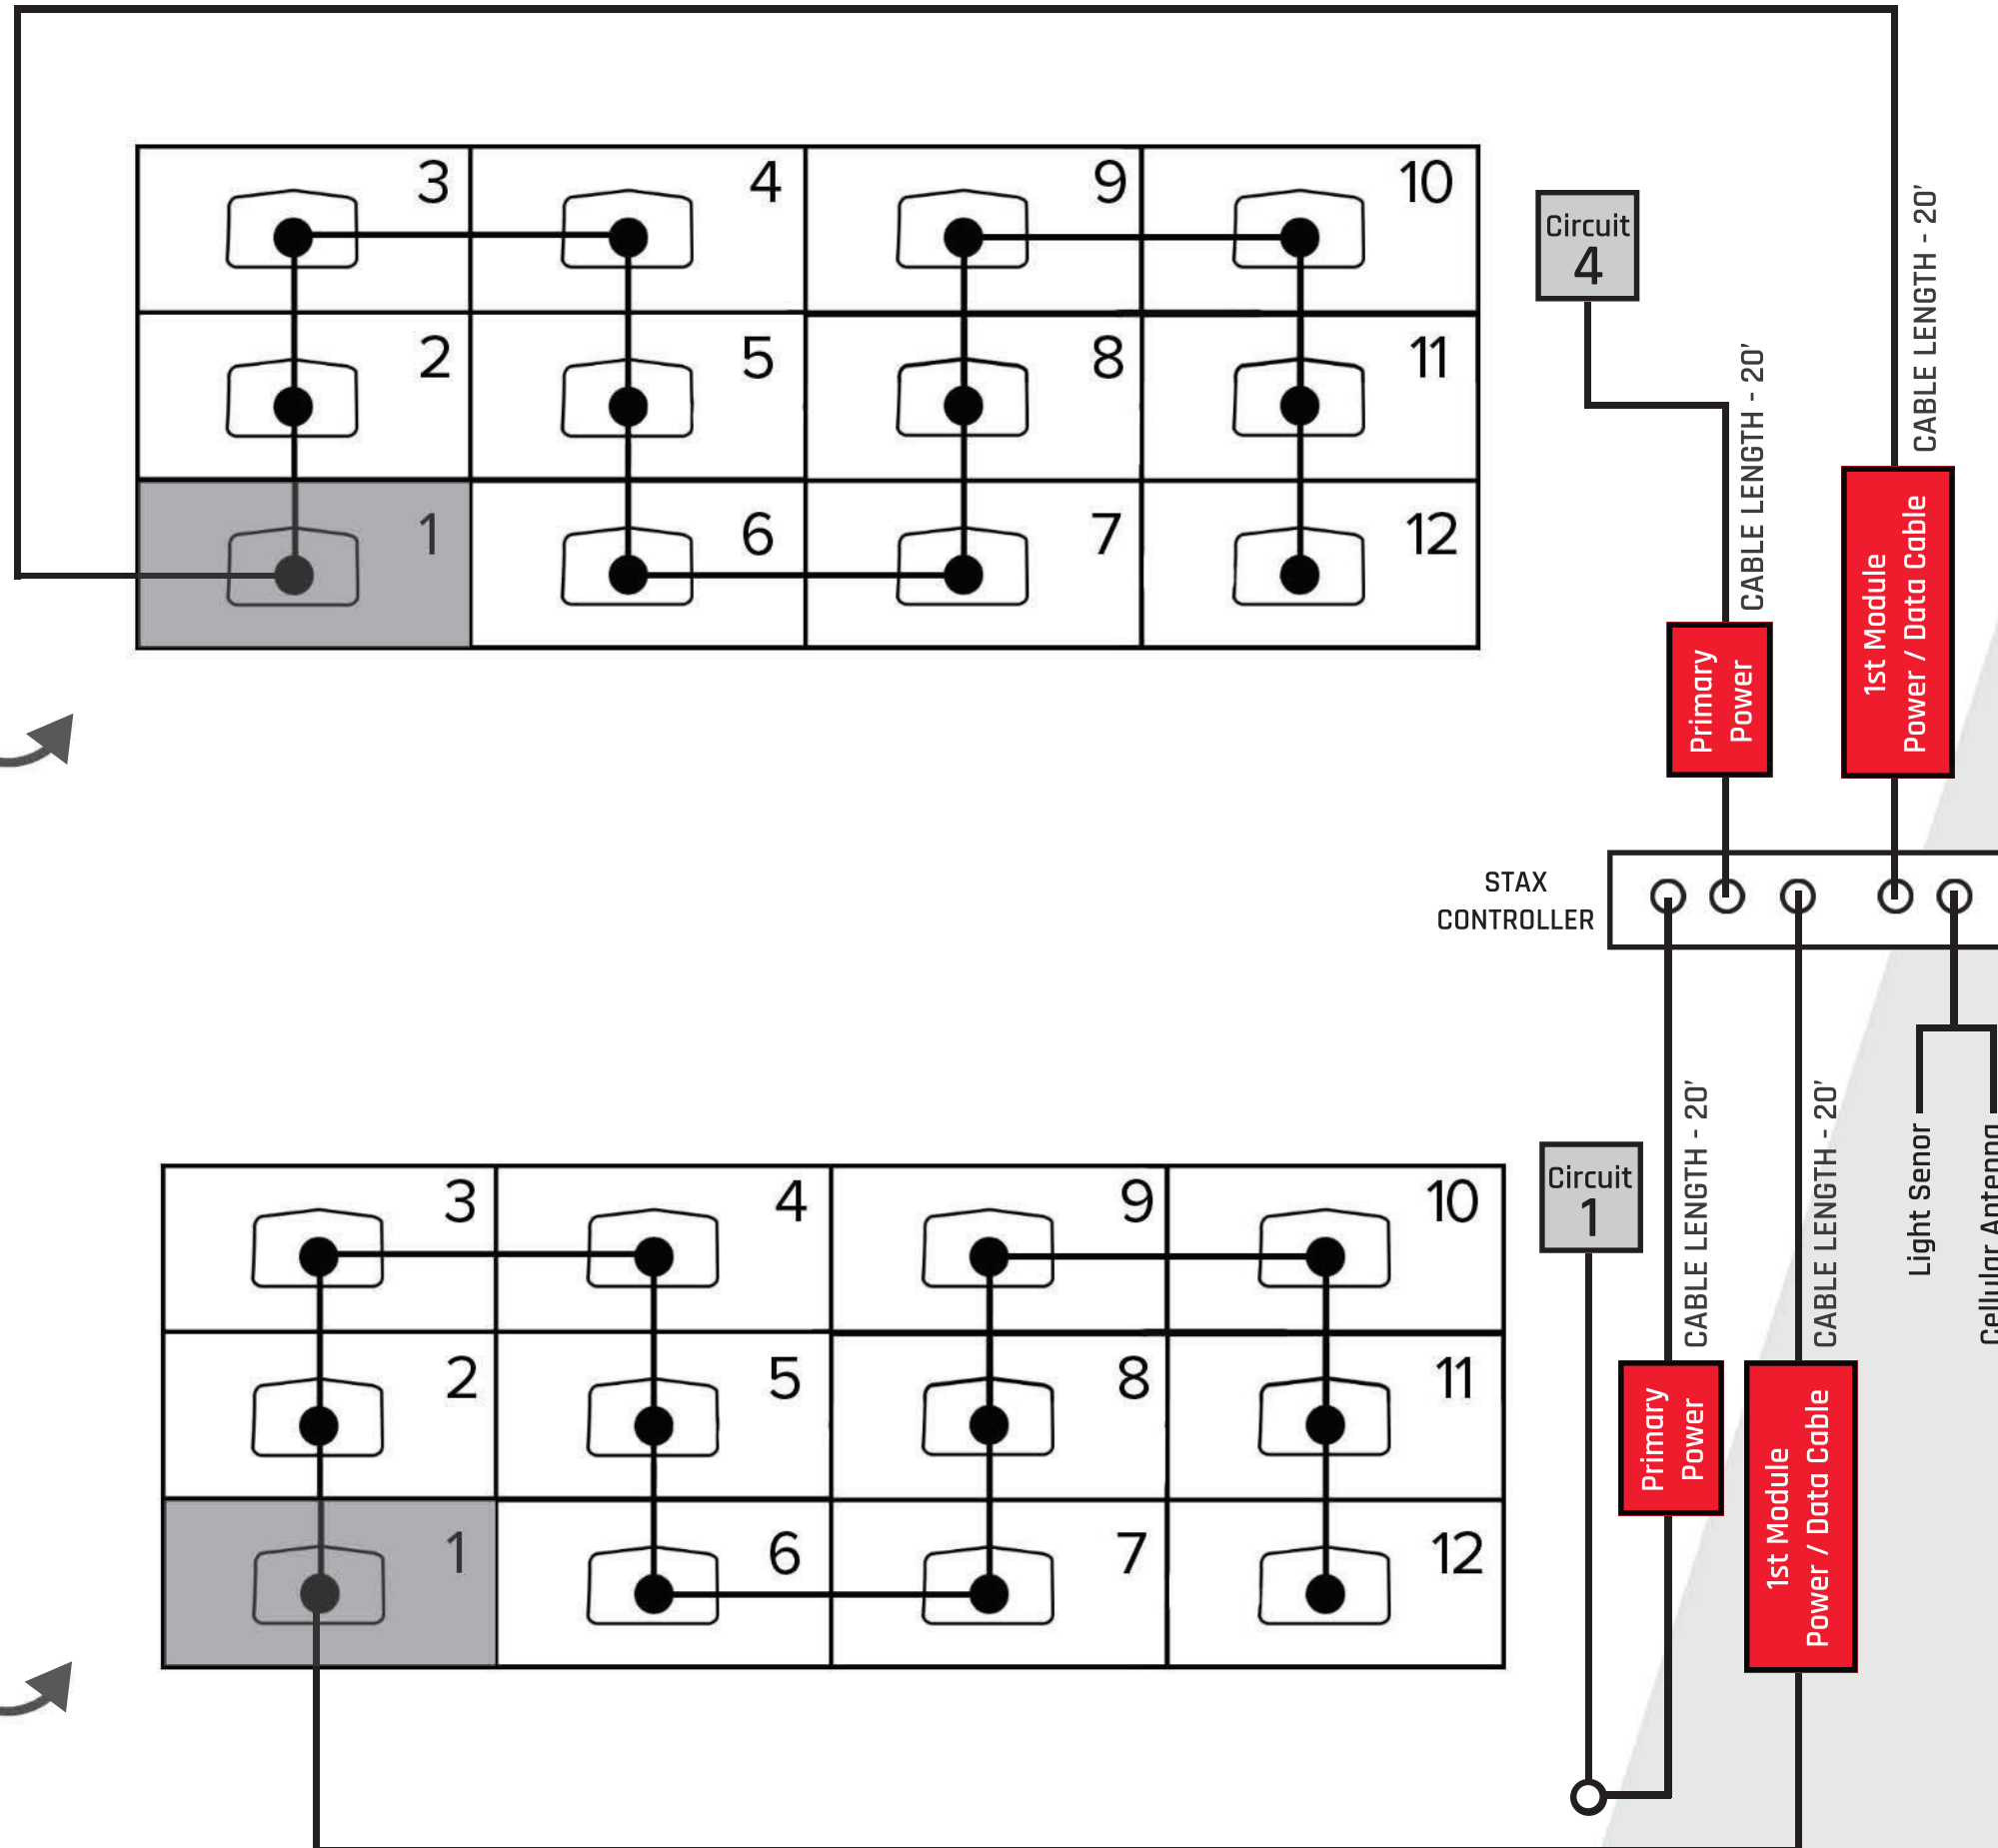 3
4
9
10
2
5
8
11
1
6
7
12
Circuit
4
CABLE LENGTH - 20'
CABLE LENGTH - 20'
Primary
Power
1st Module
Power / Data Cable
STAX
CONTROLLER
3
4
9
10
2
5
8
11
1
6
7
12
Circuit
1
CABLE LENGTH - 20'
CABLE LENGTH - 20'
Primary
Power
1st Module
Power / Data Cable
Light Senor
Cellular Antenna